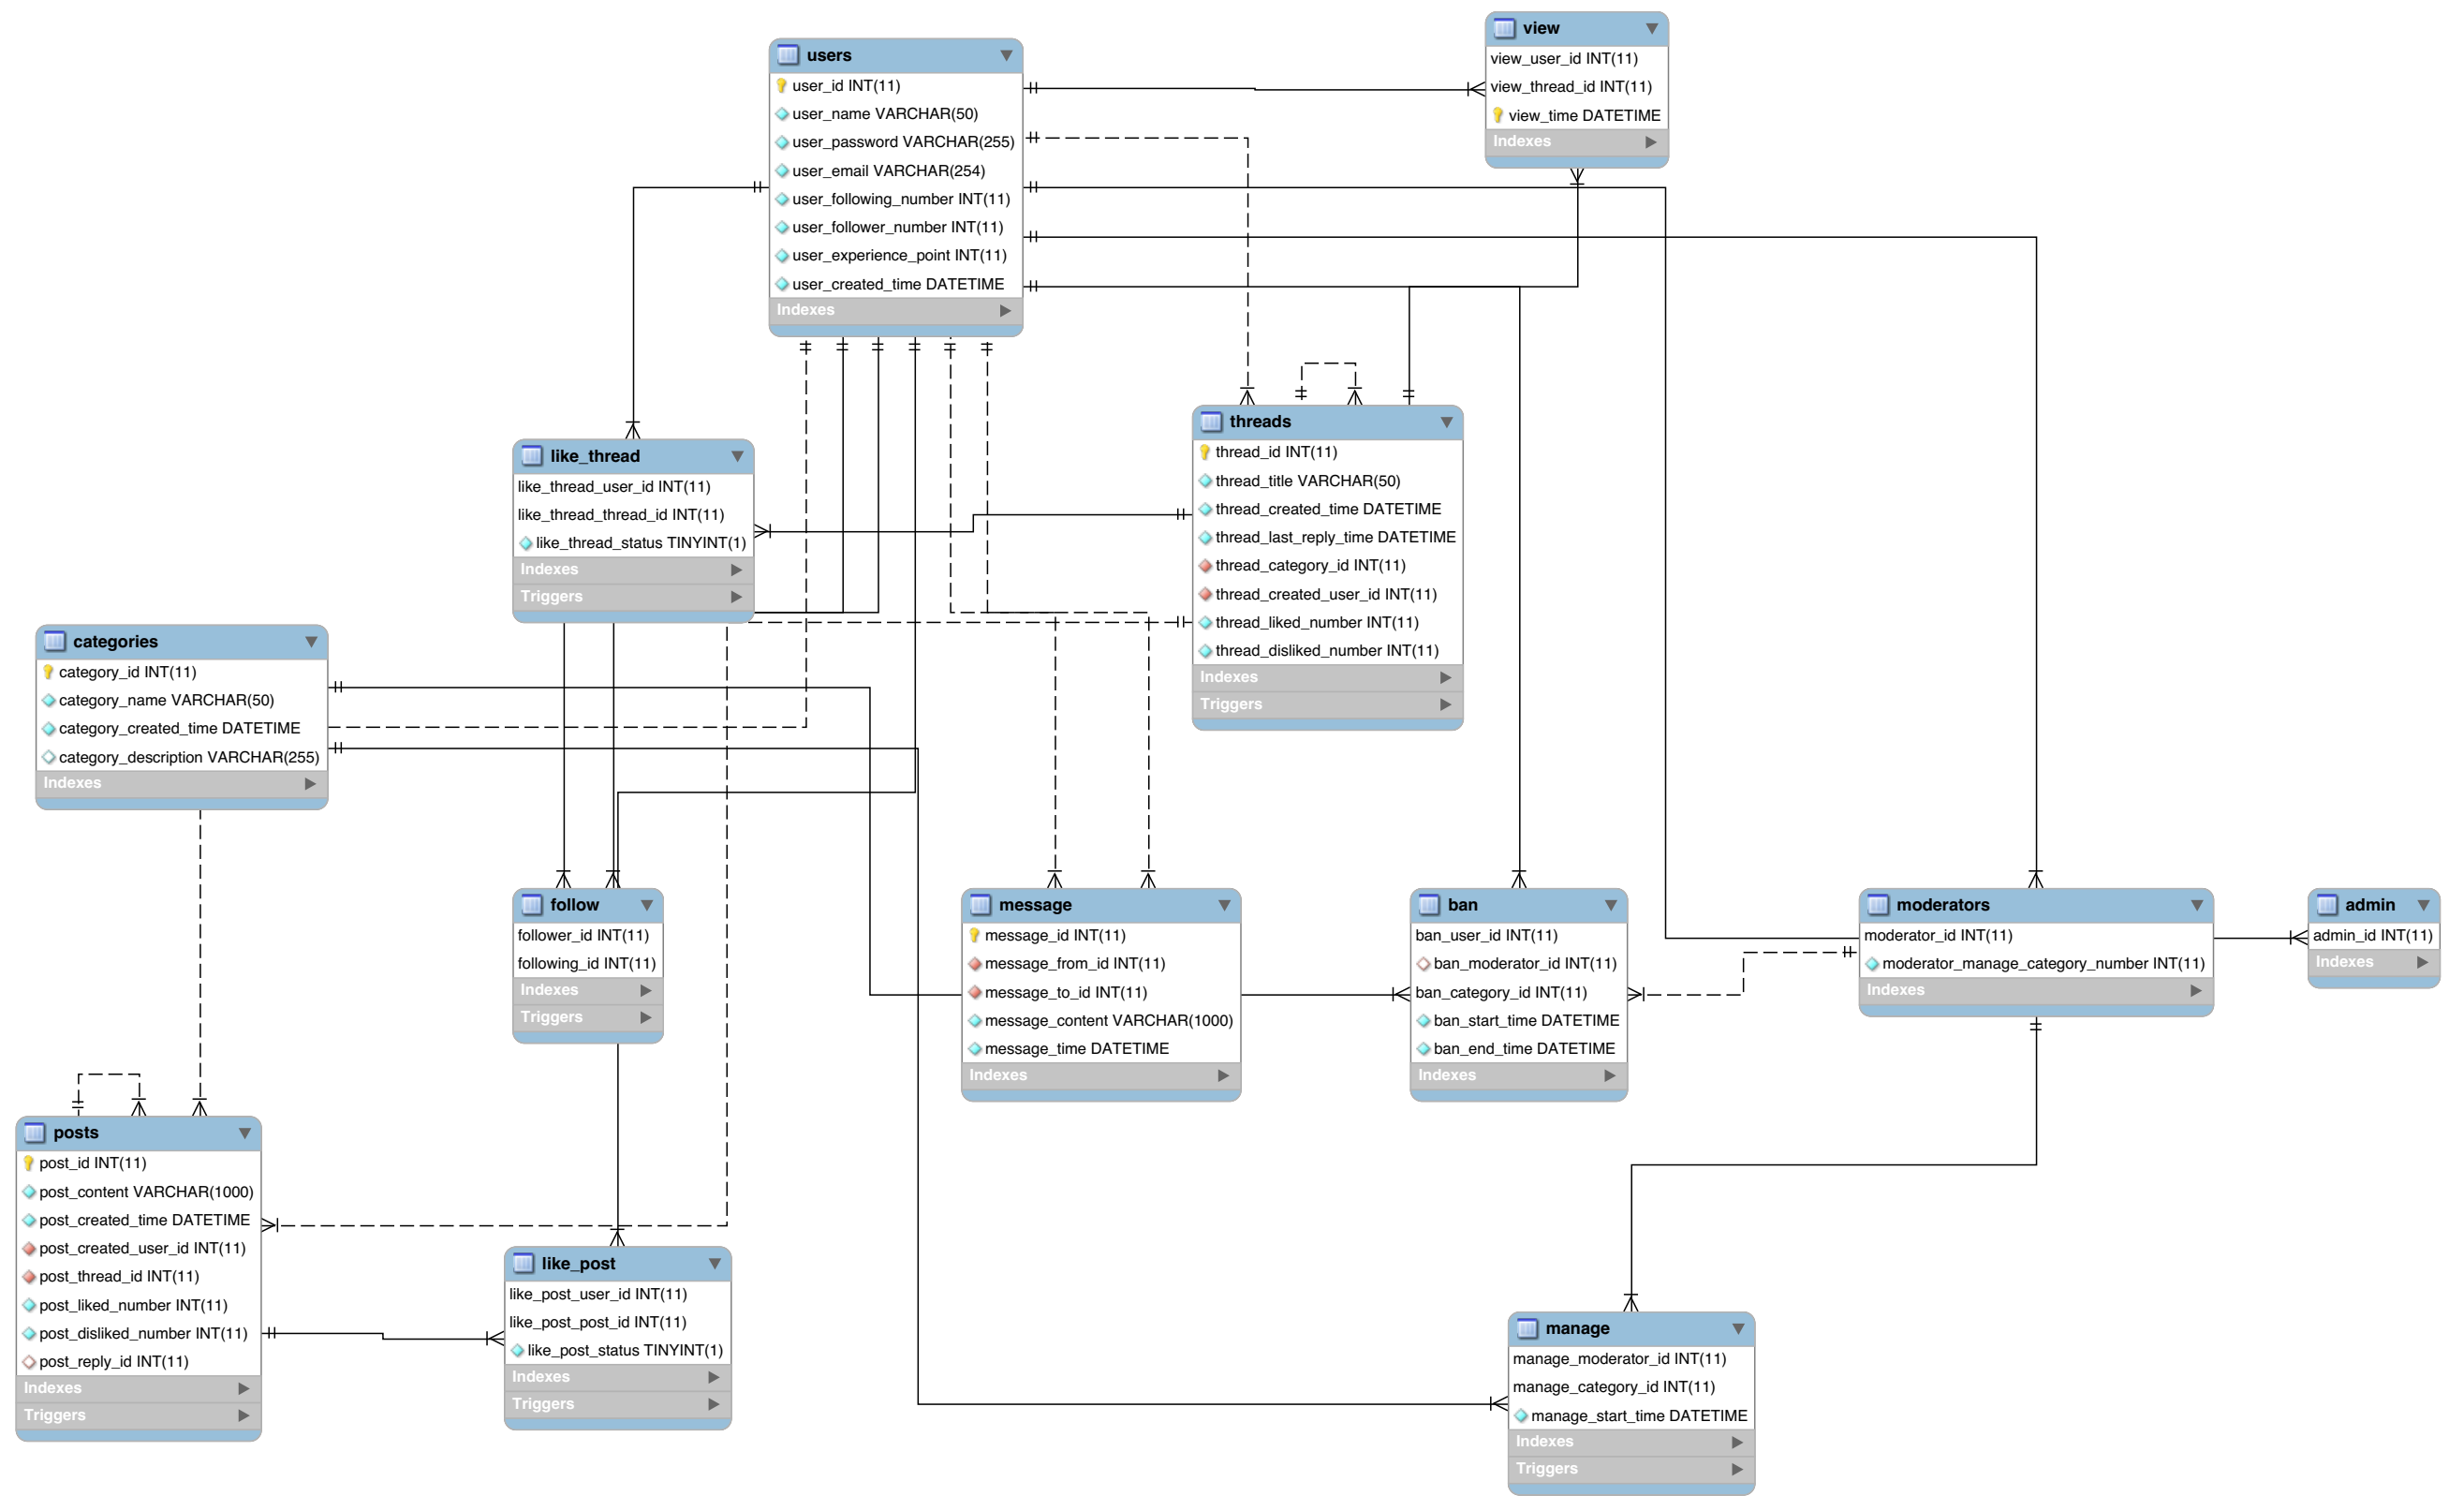 users
user_id INT(11)
user_name VARCHAR(50)
user_password VARCHAR(255)
user_email VARCHAR(254)
user_following_number INT(11)
user_follower_number INT(11)
user_experience_point INT(11)
user_created_time DATETIME
Indexes
view
view_user_id INT(11)
view_thread_id INT(11)
view_time DATETIME
Indexes
like_thread
like_thread_user_id INT(11)
like_thread_thread_id INT(11)
like_thread_status TINYINT(1)
Indexes
Triggers
threads
thread_id INT(11)
thread_title VARCHAR(50)
thread_created_time DATETIME
thread_last_reply_time DATETIME
thread_category_id INT(11)
thread_created_user_id INT(11)
thread_liked_number INT(11)
thread_disliked_number INT(11)
Indexes
Triggers
categories
category_id INT(11)
category_name VARCHAR(50)
category_created_time DATETIME
category_description VARCHAR(255)
Indexes
follow
follower_id INT(11)
following_id INT(11)
Indexes
Triggers
message
message_id INT(11)
message_from_id INT(11)
message_to_id INT(11)
message_content VARCHAR(1000)
message_time DATETIME
Indexes
ban
ban_user_id INT(11)
ban_moderator_id INT(11)
ban_category_id INT(11)
ban_start_time DATETIME
ban_end_time DATETIME
Indexes
moderators
moderator_id INT(11)
moderator_manage_category_number INT(11)
Indexes
admin
admin_id INT(11)
Indexes
posts
post_id INT(11)
post_content VARCHAR(1000)
post_created_time DATETIME
post_created_user_id INT(11)
post_thread_id INT(11)
post_liked_number INT(11)
post_disliked_number INT(11)
post_reply_id INT(11)
Indexes
Triggers
like_post
like_post_user_id INT(11)
like_post_post_id INT(11)
like_post_status TINYINT(1)
Indexes
Triggers
manage
manage_moderator_id INT(11)
manage_category_id INT(11)
manage_start_time DATETIME
Indexes
Triggers